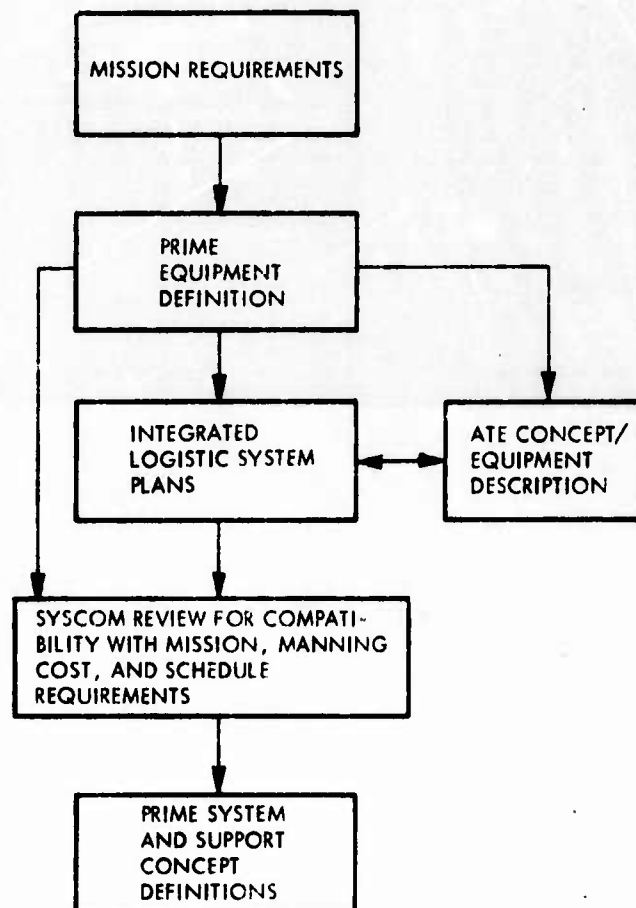 MISSION REQUIREMENTS
PRIME
EQUIPMENT
DEFINITION
INTEGRATED
LOGISTIC SYSTEM
PLANS
ATE CONCEPT/
EQUIPMENT
DESCRIPTION
SYSCOM REVIEW FOR COMPATI-
BILITY WITH MISSION, MANNING
COST, AND SCHEDULE
REQUIREMENTS
PRIME SYSTEM
AND SUPPORT
CONCEPT
DEFINITIONS